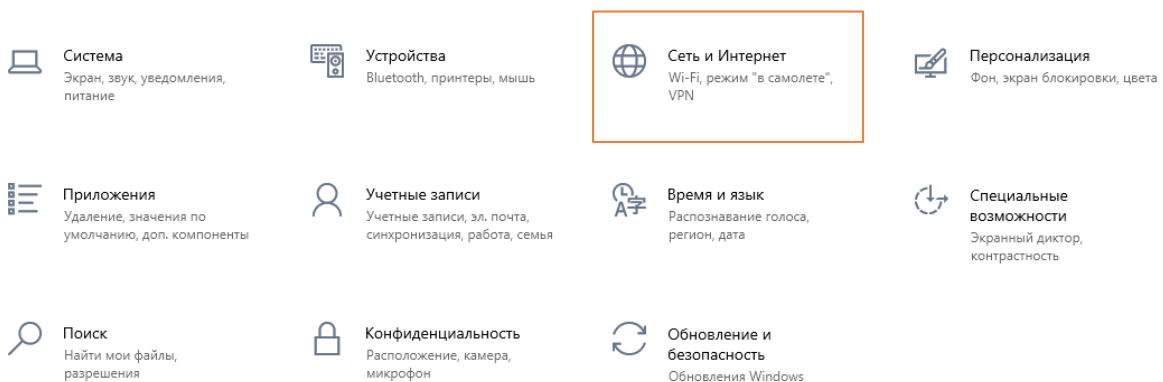 Система
Экран, звук, уведомления,
питание
Устройства
Bluetooth, принтеры, мышь
Сеть и Интернет
Wi-Fi, режим "в самолете",
VPN
Персонализация
Фон, экран блокировки, цвета
Приложения
Удаление, значения по
умолчанию, доп. компоненты
Учетные записи
Учетные записи, эл. почта,
синхронизация, работа, семья
Время и язык
Распознавание голоса,
регион, дата
Специальные
возможности
Экранный диктор,
контрастность
Поиск
Найти мои файлы,
разрешения
Конфиденциальность
Расположение, камера,
микрофон
Обновление и
безопасность
Обновления Windows